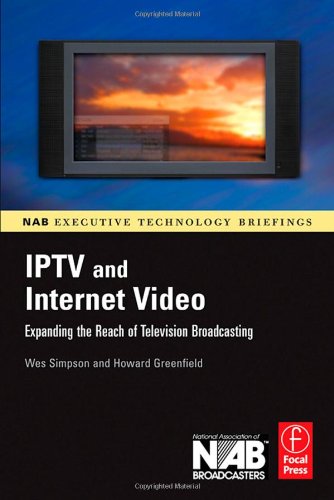 NAB EXECUTIVE TECHNOLOGY BRIEFINGS
IPTV and
Internet Video
Expanding the Reach of Television Broadcasting
Wes Simpson and Howard Greenfield
National Association of
NAB
BROADCASTERS
f
Focal
Press